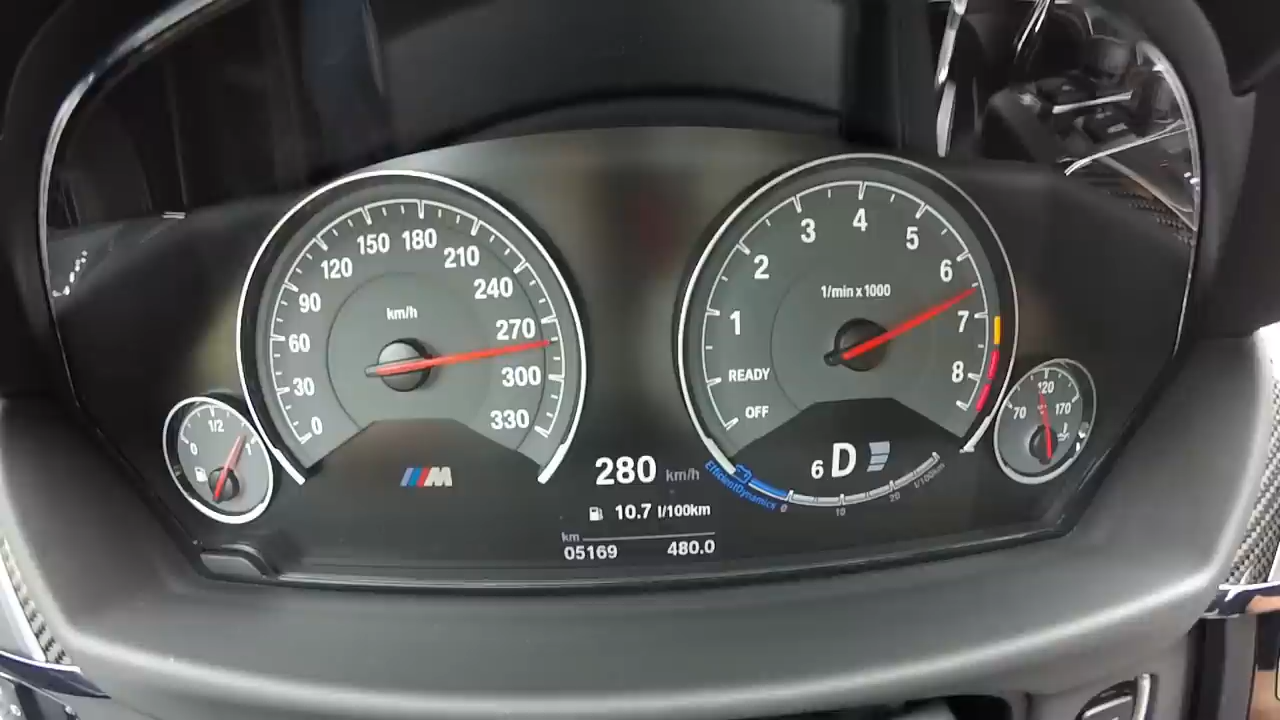 km/h
0
30
60
90
120
150
180
210
240
270
300
330
1/min x 1000
OFF
READY
1
2
3
4
5
6
7
8
0
1/2
1
70
120
170
M
6 D
280 km/h
10.7 l/100km
km
05169 480.0
EfficientDynamics
0 10 20 l/100km